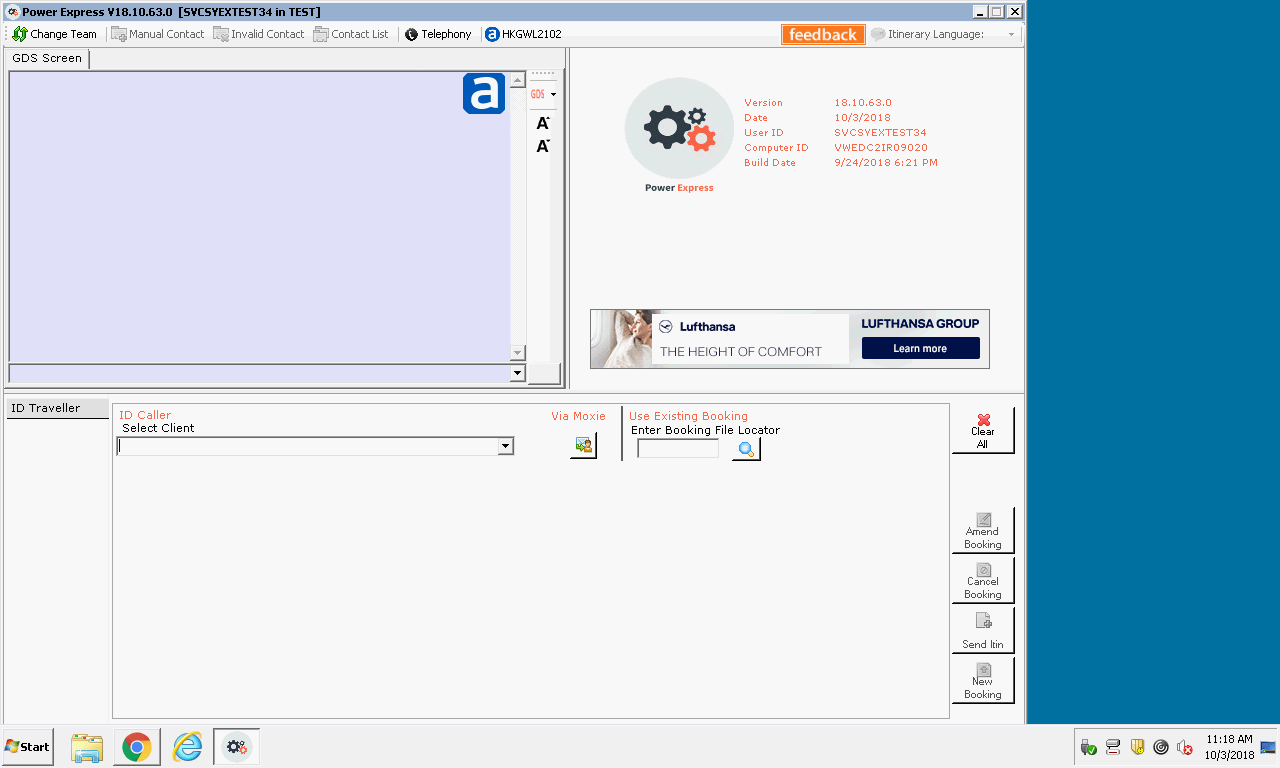 Power Express V18.10.63.0 [SVCSYEXTEST34 in TEST]
Change Team
Contact
Invalid Contact
Contact List
Telephony
a HKGWL2102
feedback
Itinerary Language:
GDS Screen
a
GDS
A
A
Power Express
Version 18.10.63.0
Date 10/3/2018
User ID SVCSYEXTEST34
Computer ID VWEDC2IR09020
Build Date 9/24/2018 6:21 PM
Lufthansa
THE HEIGHT OF COMFORT
LUFTHANSA GROUP
Learn more
ID Traveller
ID Caller
Select Client
Via Moxie
Use Existing Booking
Enter Booking File Locator
Clear
All
Amend
Booking
Cancel
Booking
Send Itin
New
Booking
Start
11:18 AM
10/3/2018